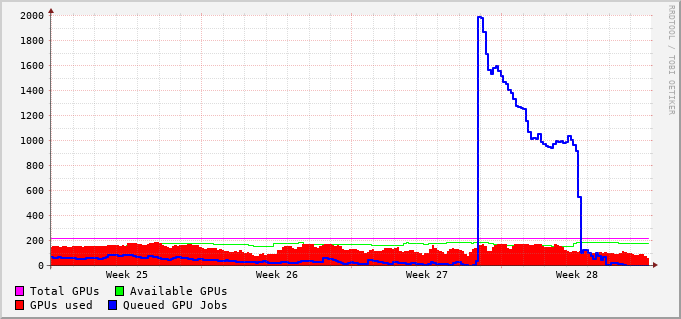 RRDTOOL / TOBI OETIKER
2000
1800
1600
1400
1200
1000
800
600
400
200
0
Week 25 Week 26 Week 27 Week 28
Total GPUs Available GPUs
GPUs used Queued GPU Jobs